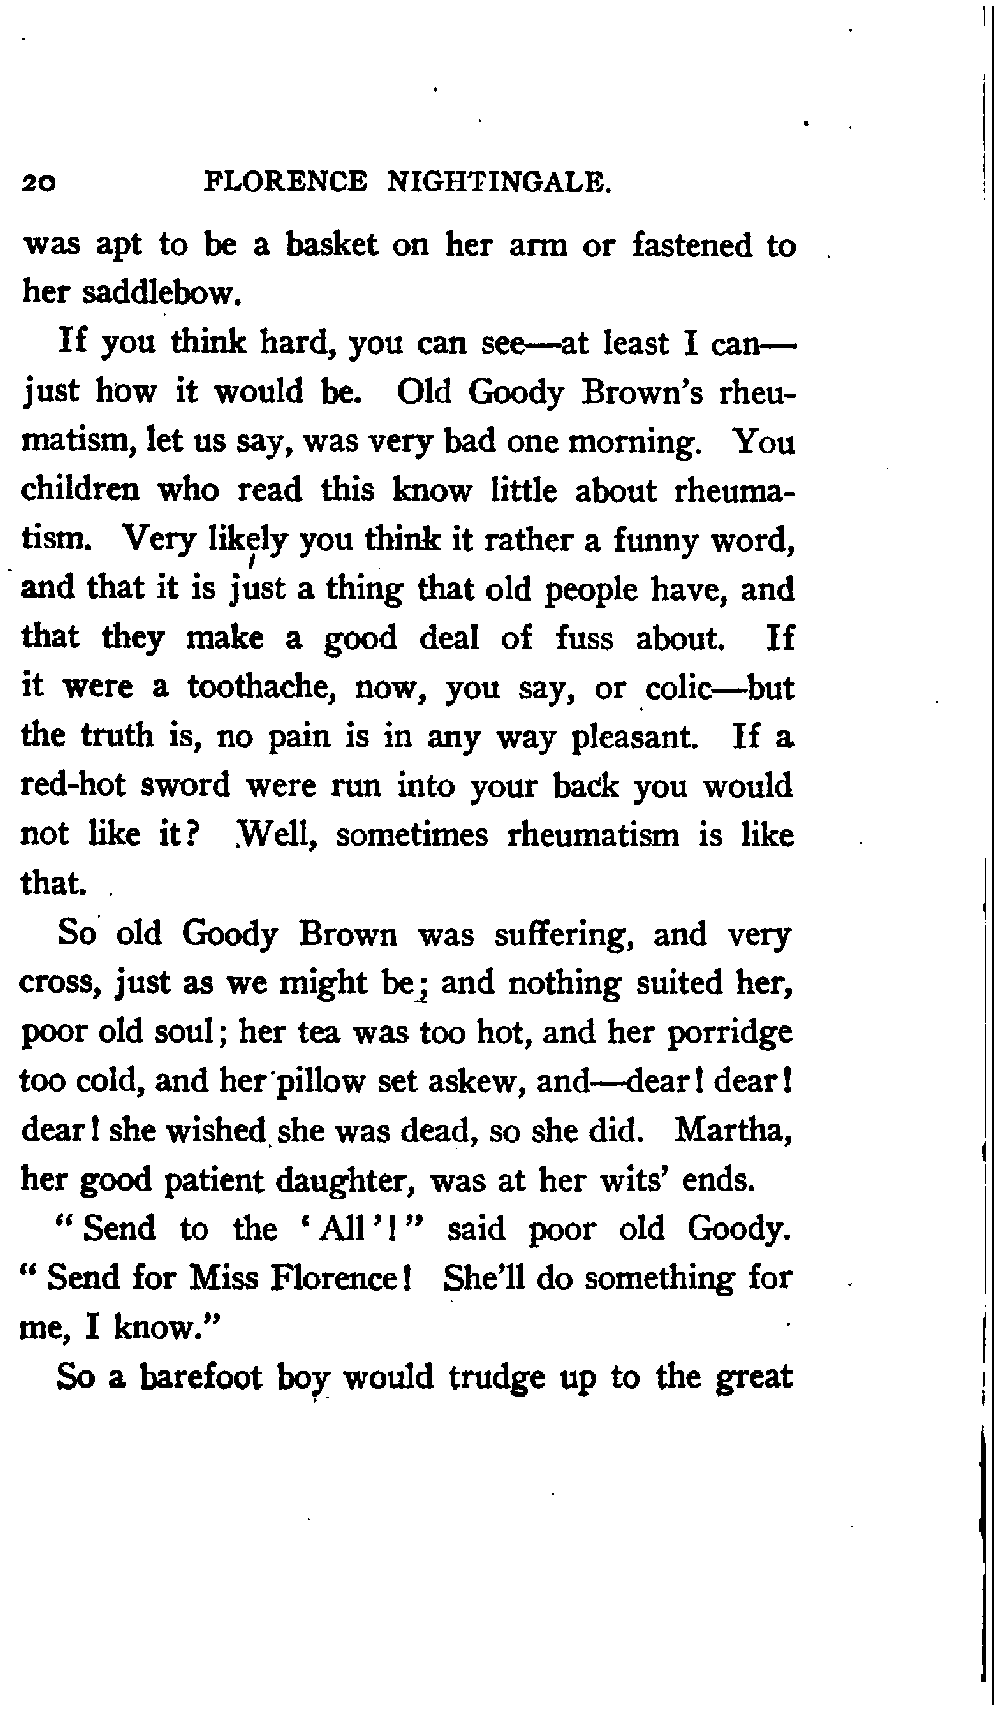 20 FLORENCE NIGHTINGALE.
was apt to be a basket on her arm or fastened to
her saddlebow.
If you think hard, you can see—at least I can—
just how it would be. Old Goody Brown's rheu-
matism, let us say, was very bad one morning. You
children who read this know little about rheuma-
tism. Very likely you think it rather a funny word,
and that it is just a thing that old people have, and
that they make a good deal of fuss about. If
it were a toothache, now, you say, or colic—but
the truth is, no pain is in any way pleasant. If a
red-hot sword were run into your back you would
not like it? Well, sometimes rheumatism is like
that.
So old Goody Brown was suffering, and very
cross, just as we might be; and nothing suited her,
poor old soul; her tea was too hot, and her porridge
too cold, and her pillow set askew, and—dear! dear!
dear! she wished she was dead, so she did. Martha,
her good patient daughter, was at her wits' ends.
"Send to the 'All'!" said poor old Goody.
"Send for Miss Florence! She'll do something for
me, I know."
So a barefoot boy would trudge up to the great